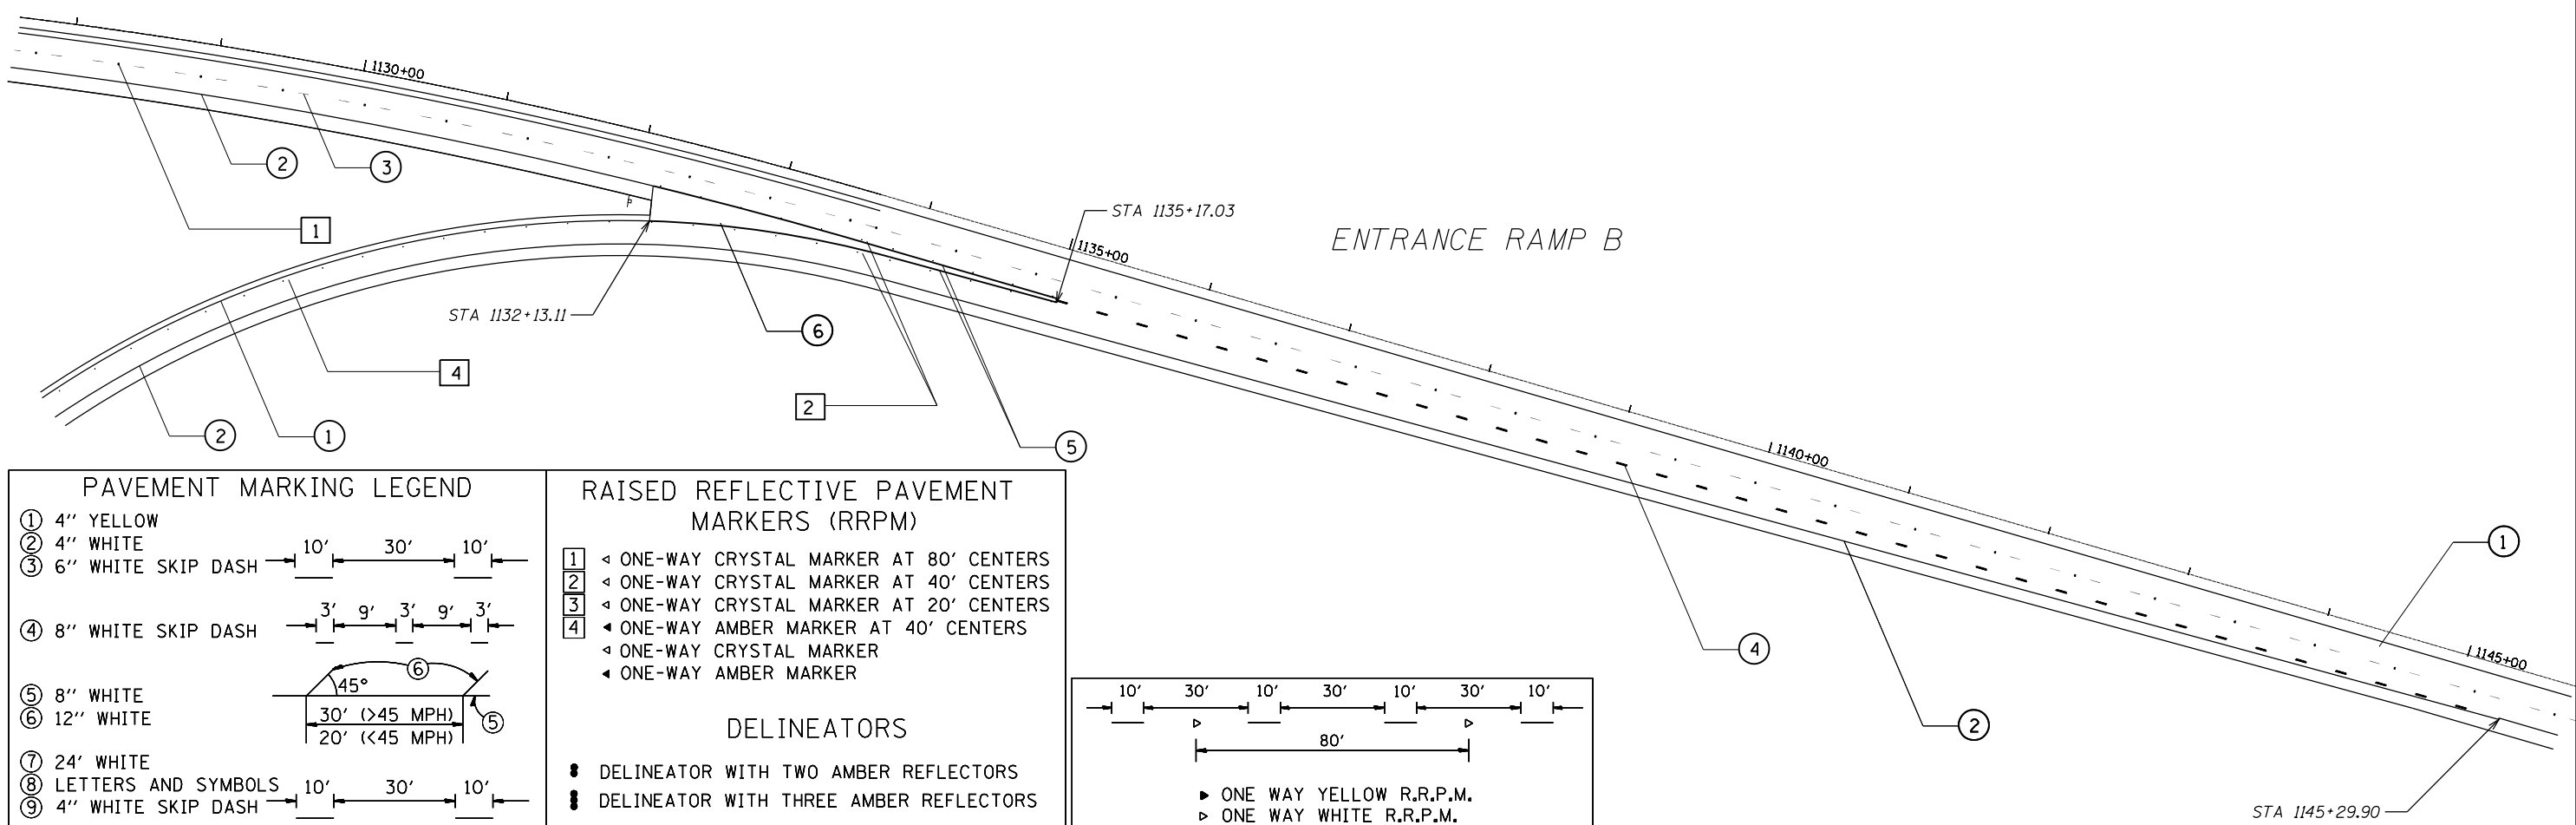 1130+00
2
3
1
STA 1135+17.03
ENTRANCE RAMP B
1135+00
STA 1132+13.11
6
4
2
2
1
5
1140+00
1
1145+00
4
2
STA 1145+29.90
PAVEMENT MARKING LEGEND
1 4'' YELLOW
2 4'' WHITE
3 6'' WHITE SKIP DASH 10' 30' 10'
4 8'' WHITE SKIP DASH 3' 9' 3' 9' 3'
6
45°
5 8'' WHITE
6 12'' WHITE
30' (>45 MPH)
5
20' (<45 MPH)
7 24' WHITE
8 LETTERS AND SYMBOLS
9 4'' WHITE SKIP DASH 10' 30' 10'
RAISED REFLECTIVE PAVEMENT
MARKERS (RRPM)
1 ONE-WAY CRYSTAL MARKER AT 80' CENTERS
2 ONE-WAY CRYSTAL MARKER AT 40' CENTERS
3 ONE-WAY CRYSTAL MARKER AT 20' CENTERS
4 ONE-WAY AMBER MARKER AT 40' CENTERS
ONE-WAY CRYSTAL MARKER
ONE-WAY AMBER MARKER
DELINEATORS
DELINEATOR WITH TWO AMBER REFLECTORS
DELINEATOR WITH THREE AMBER REFLECTORS
10' 30' 10' 30' 10' 30' 10'
80'
ONE WAY YELLOW R.R.P.M.
ONE WAY WHITE R.R.P.M.